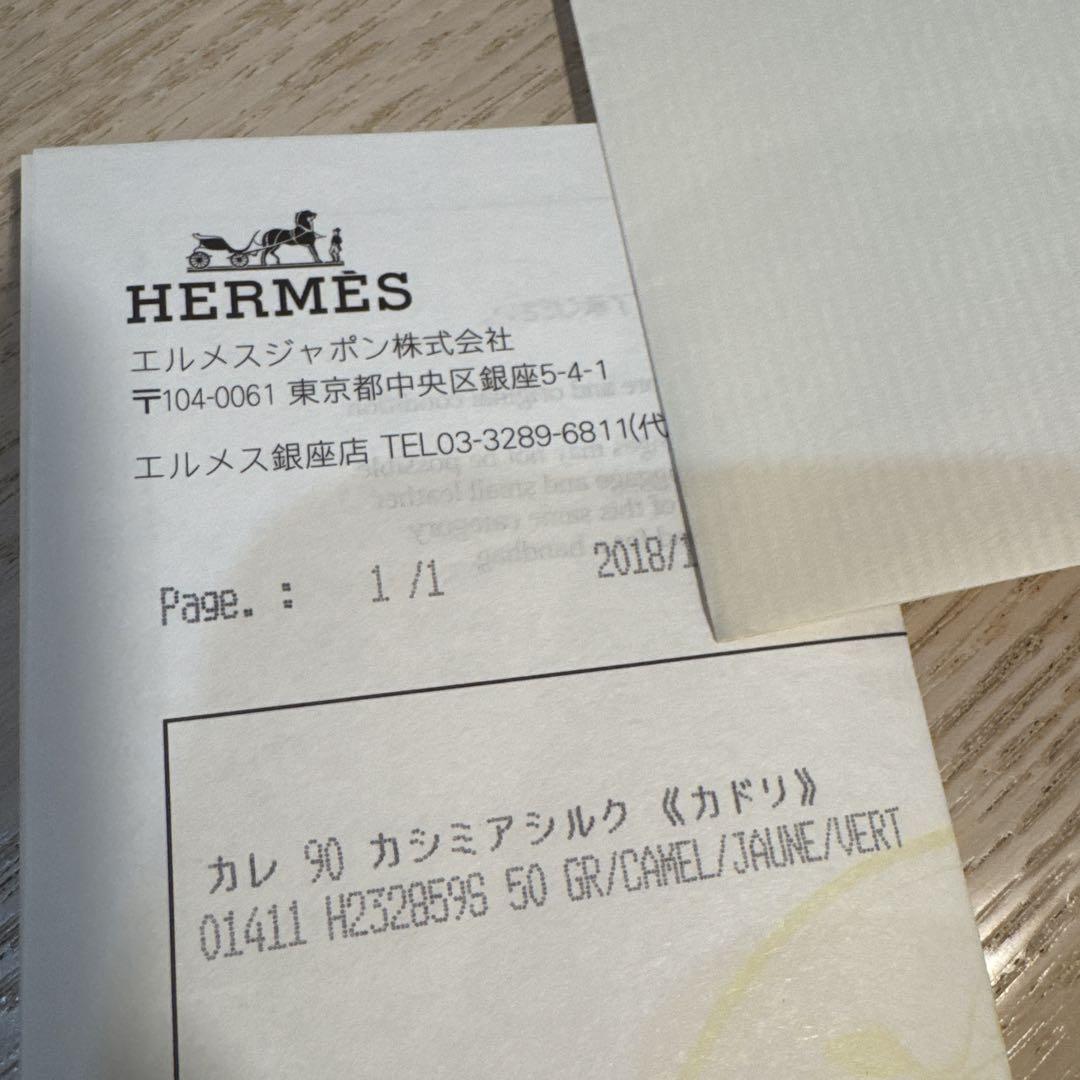 HERMÈS
エルメスジャポン株式会社
〒104-0061 東京都中央区銀座5-4-1
エルメス銀座店 TEL03-3289-6811(代
Page. : 1 /1 2018/1
カレ 90 カシミアシルク 《カドリ》
01411 H232859S 50 GR/CAMEL/JAUNE/VERT